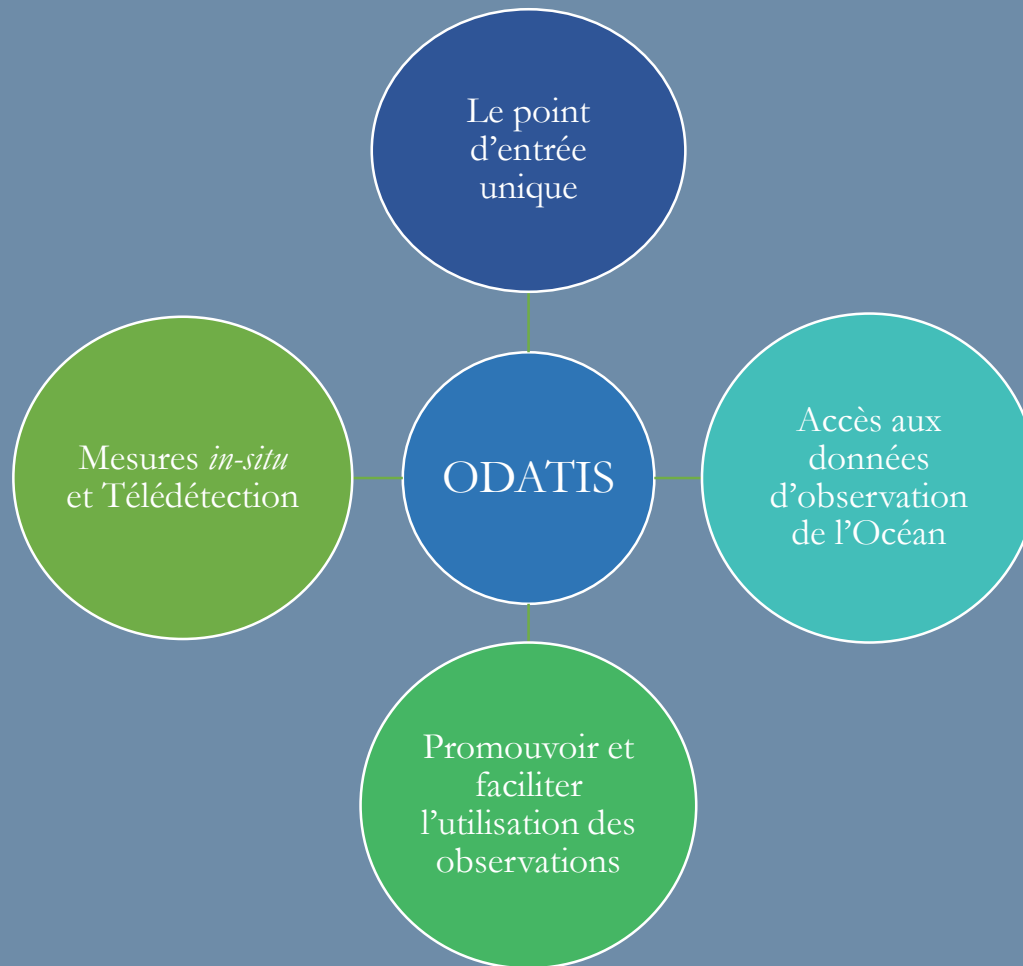 Le point
d’entrée
unique
Mesures in-situ
et Télédétection
ODATIS
Accès aux
données
d’observation
de l’Océan
Promouvoir et
faciliter
l’utilisation des
observations